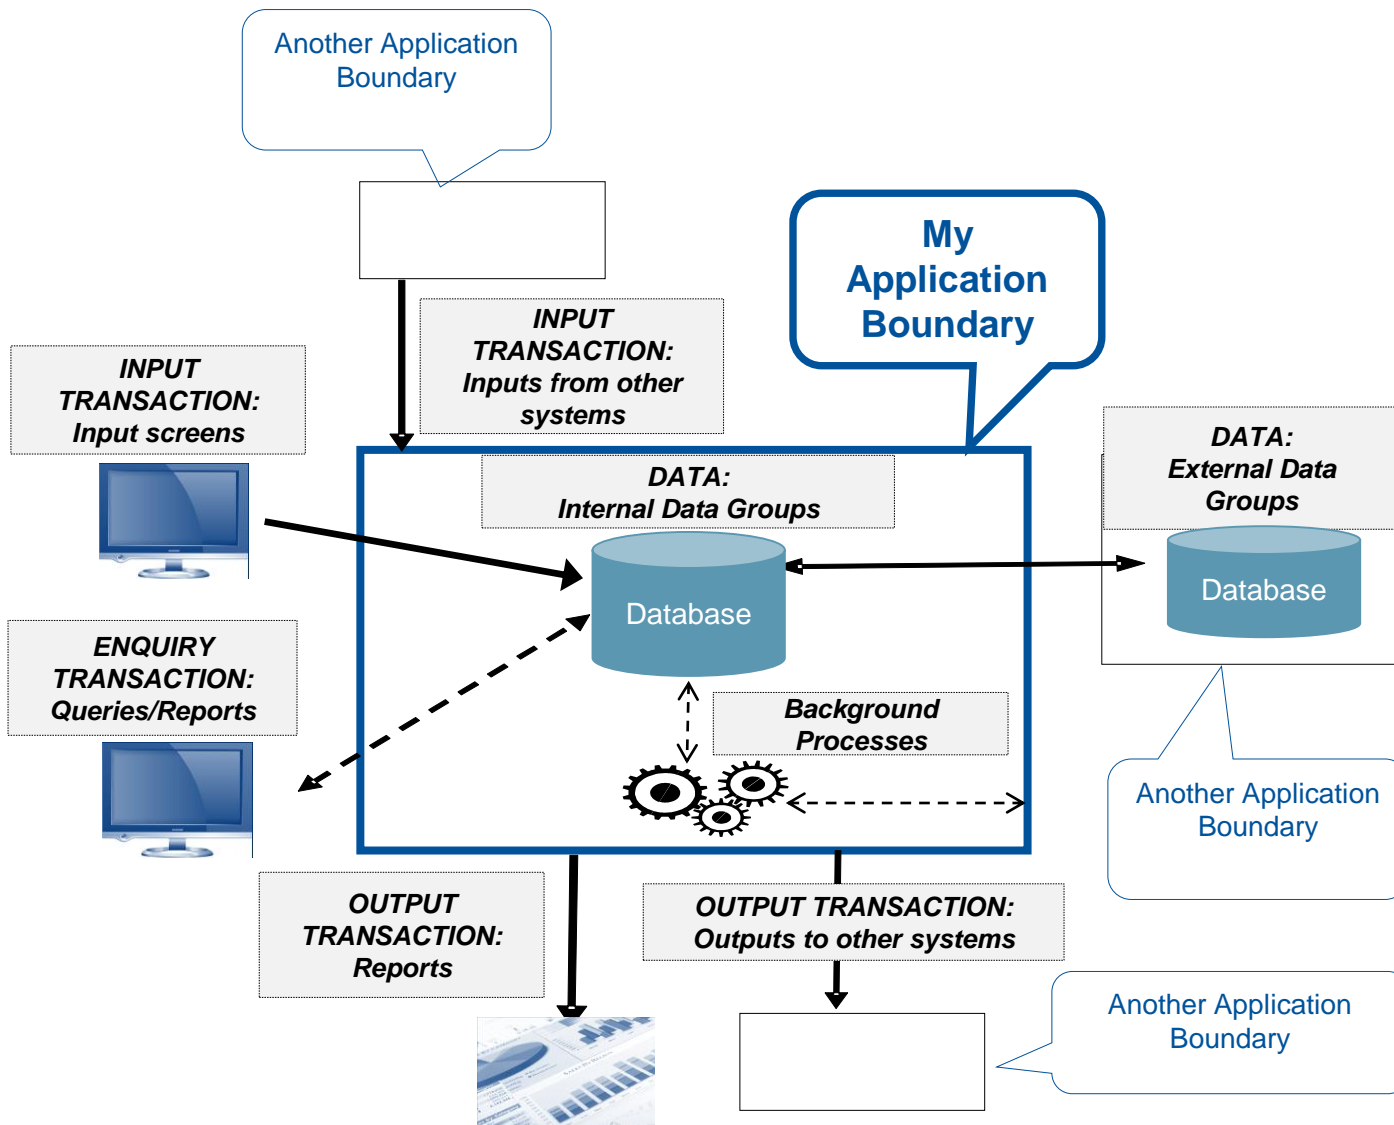 Another Application
Boundary
My
Application
Boundary
INPUT
TRANSACTION:
Inputs from other
systems
INPUT
TRANSACTION:
Input screens
DATA:
Internal Data Groups
DATA:
External Data
Groups
Database
Database
ENQUIRY
TRANSACTION:
Queries/Reports
Background
Processes
Another Application
Boundary
OUTPUT
TRANSACTION:
Reports
OUTPUT TRANSACTION:
Outputs to other systems
Another Application
Boundary